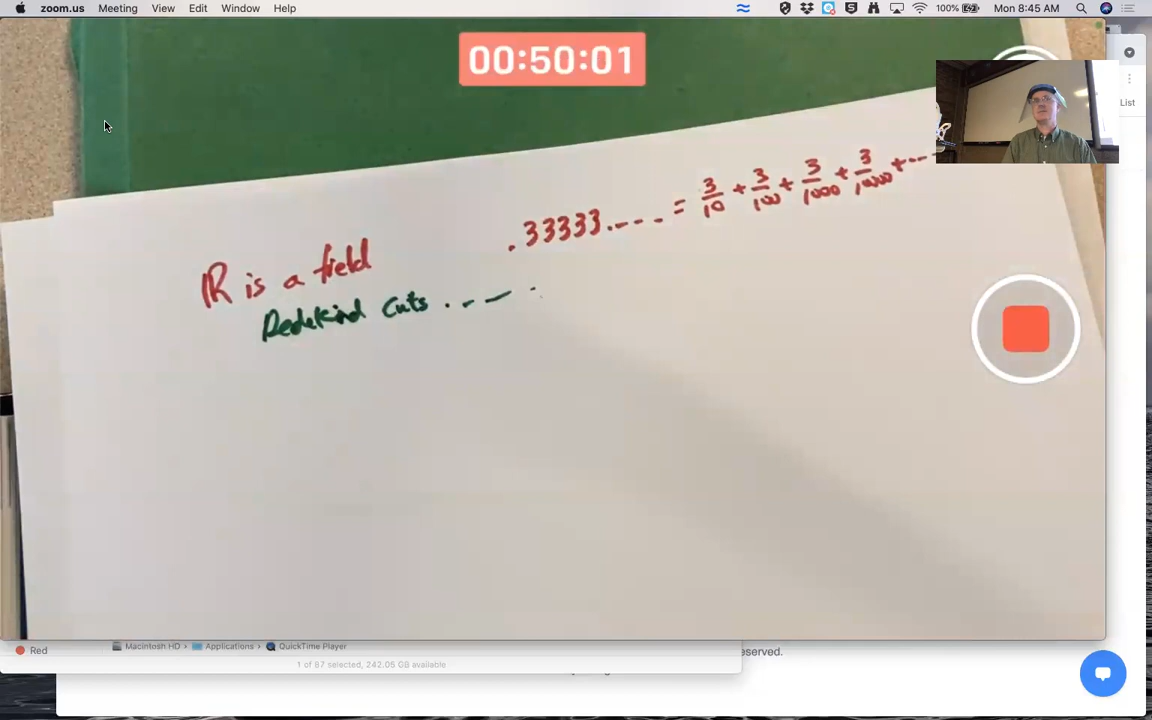 zoom.us Meeting View Edit Window Help 100% Mon 8:45 AM
00:50:01
List
.33333.--- = 3/10 + 3/100 + 3/1000 + 3/10000 + ---
ℝ is a field
Dedekind Cuts . - -
Red
Macintosh HD › Applications › QuickTime Player
1 of 87 selected, 242.05 GB available
eserved.